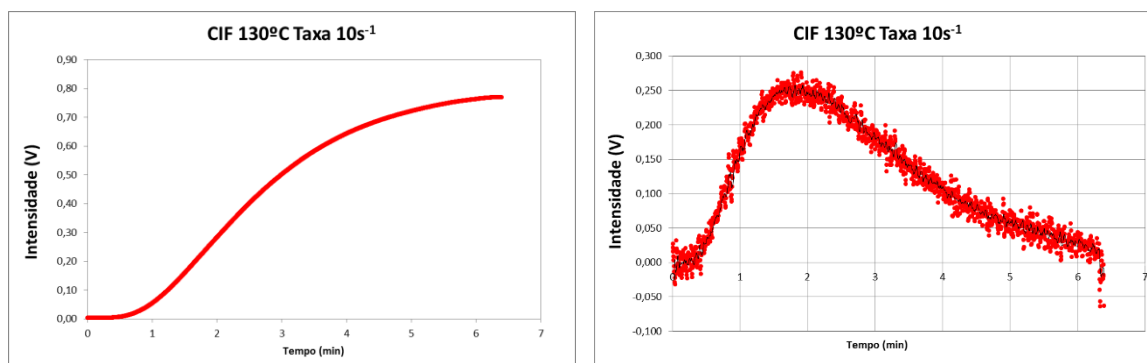 CIF 130ºC Taxa 10s⁻¹
Intensidade (V)
0,90
0,80
0,70
0,60
0,50
0,40
0,30
0,20
0,10
0,00
0 1 2 3 4 5 6 7
Tempo (min)
CIF 130ºC Taxa 10s⁻¹
Intensidade (V)
0,300
0,250
0,200
0,150
0,100
0,050
0,000
-0,050
-0,100
0 1 2 3 4 5 6 7
Tempo (min)